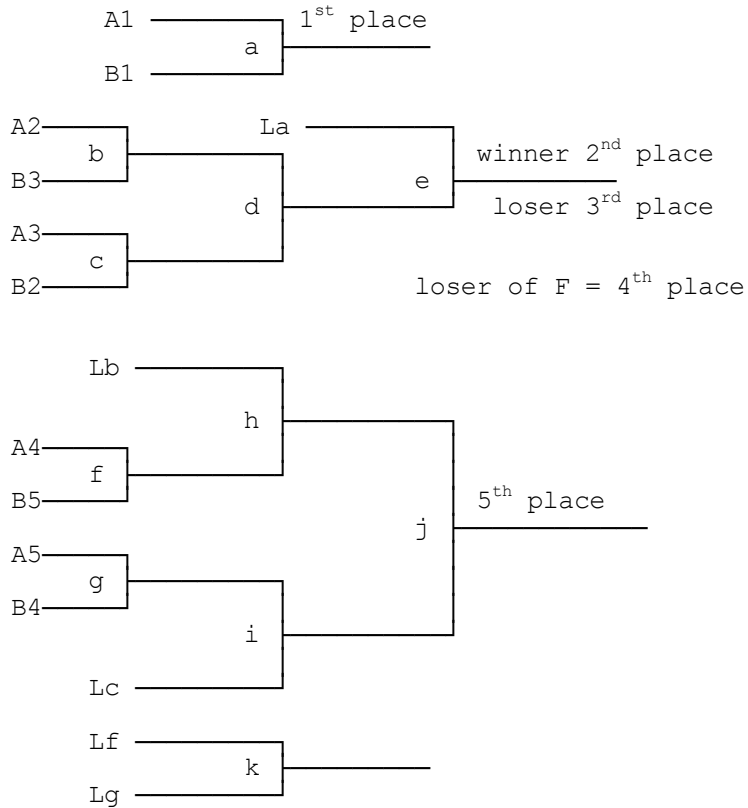 A1
1st place
a
B1
A2
La
b
winner 2nd place
B3
e
d
loser 3rd place
A3
c
B2
loser of F = 4th place
Lb
h
A4
f
B5
5th place
j
A5
g
B4
i
Lc
Lf
k
Lg